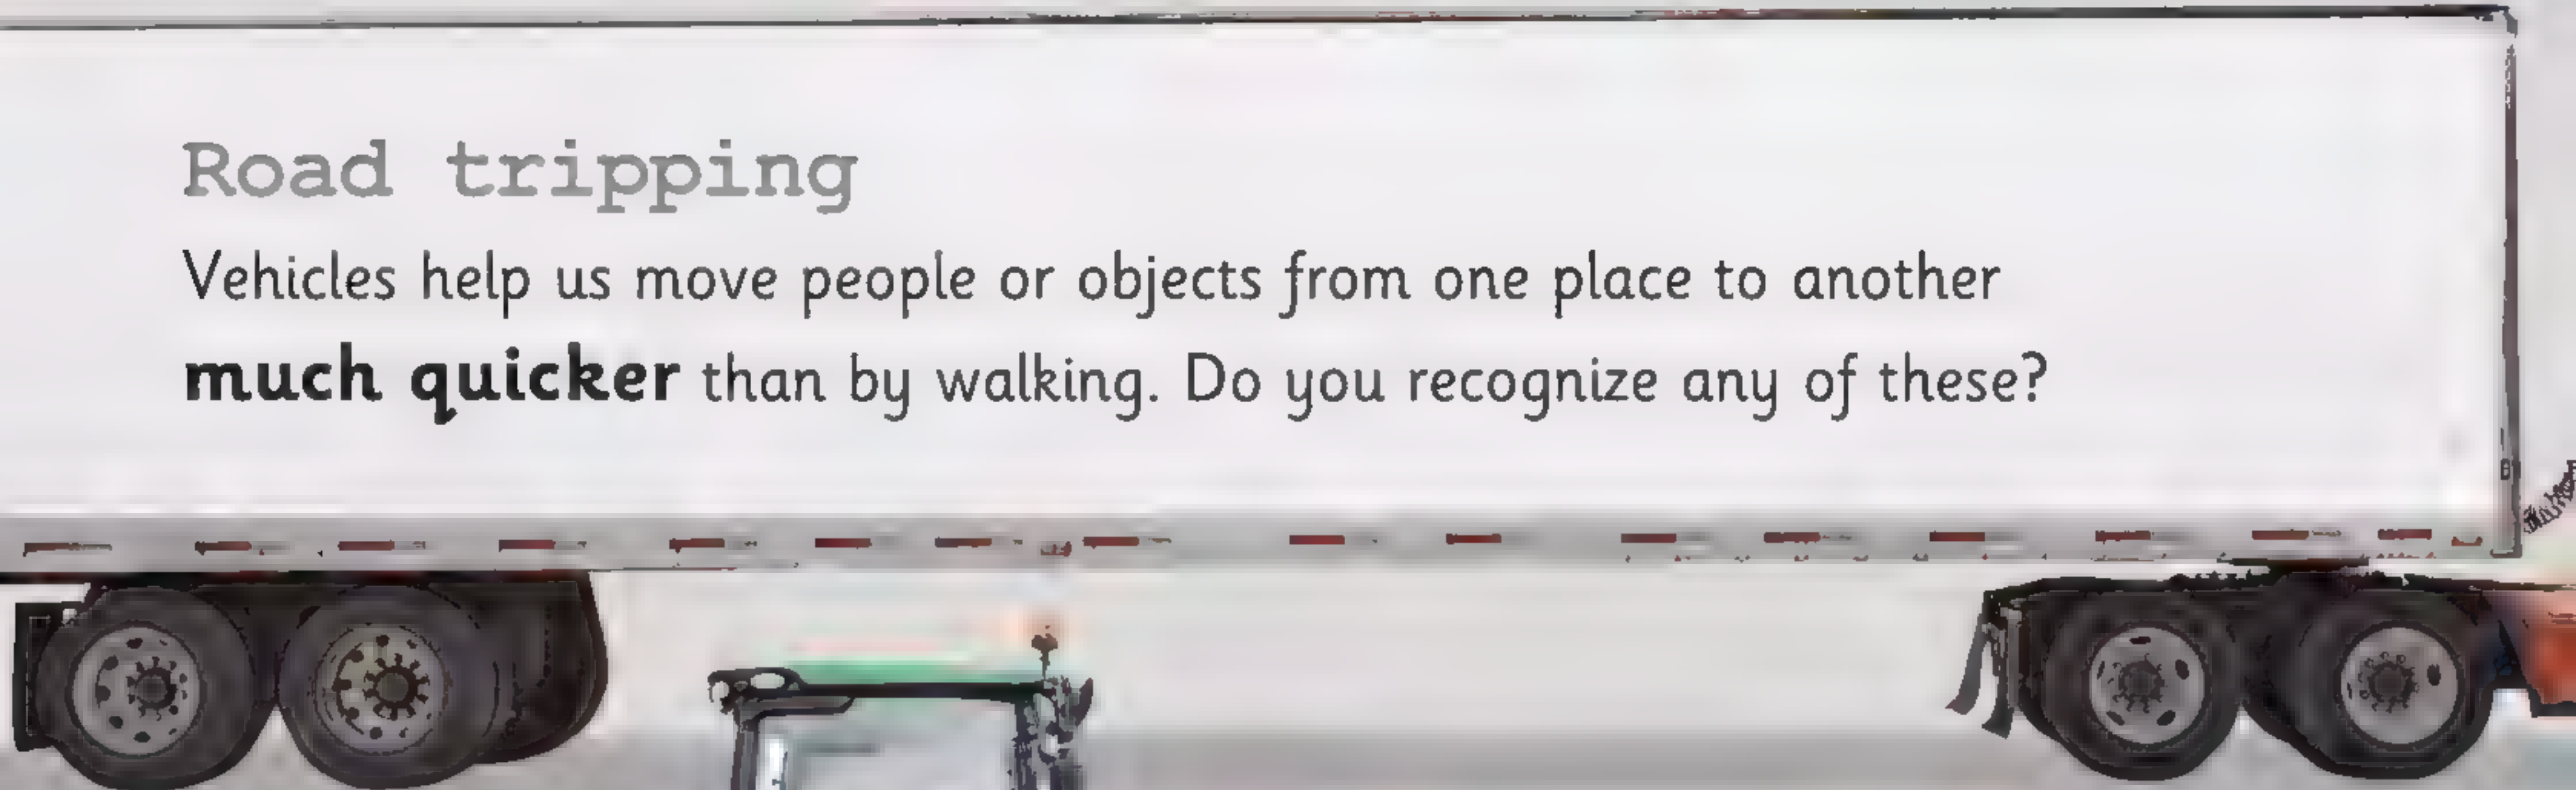 Road tripping
Vehicles help us move people or objects from one place to another
much quicker than by walking. Do you recognize any of these?